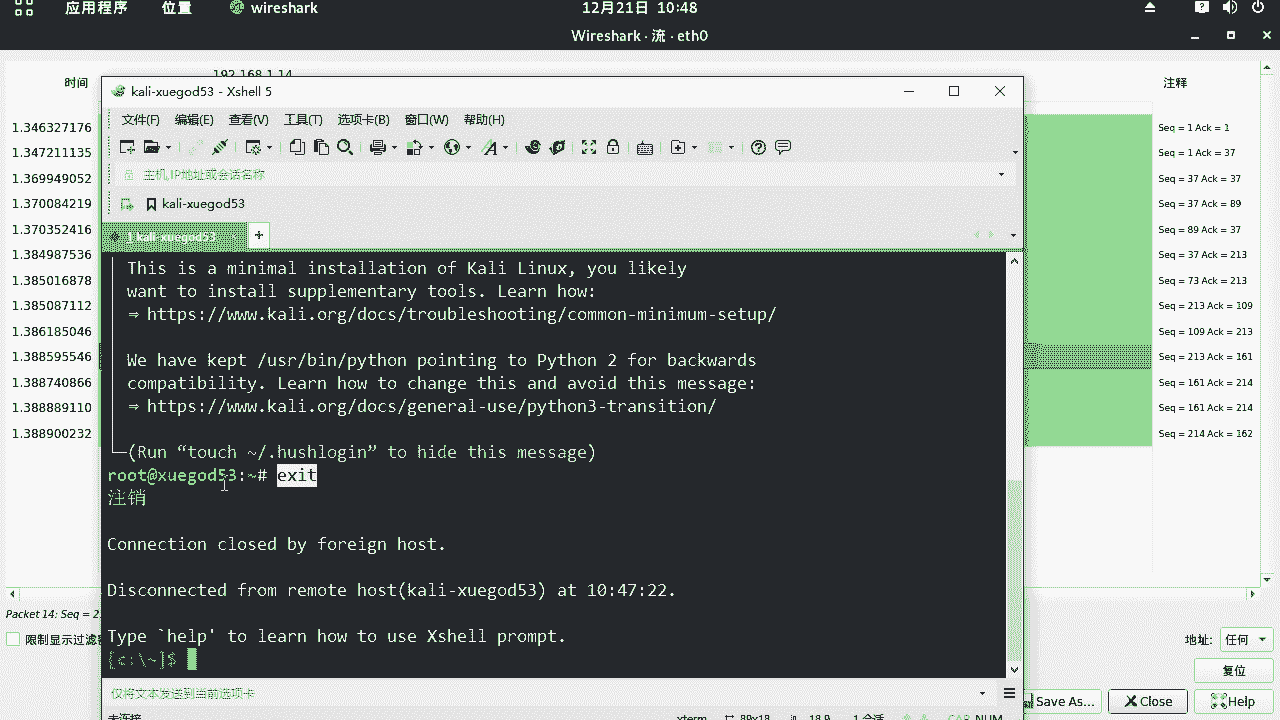 应用程序 位置 wireshark 12月21日 10:48
Wireshark · 流 · eth0
时间 192.168.1.14 注释
kali-xuegod53 - Xshell 5
文件(F) 编辑(E) 查看(V) 工具(T) 选项卡(B) 窗口(W) 帮助(H)
主机,IP地址或会话名称
kali-xuegod53
1 kali-xuegod53
1.346327176 Seq = 1 Ack = 1
1.347211135 Seq = 1 Ack = 37
1.369949052 Seq = 37 Ack = 37
1.370084219 Seq = 37 Ack = 89
1.370352416 Seq = 89 Ack = 37
1.384987536 Seq = 37 Ack = 213
1.385016878 Seq = 73 Ack = 213
1.385087112 Seq = 213 Ack = 109
1.386185046 Seq = 109 Ack = 213
1.388595546 Seq = 213 Ack = 161
1.388740866 Seq = 161 Ack = 214
1.388889110 Seq = 161 Ack = 214
1.388900232 Seq = 214 Ack = 162
This is a minimal installation of Kali Linux, you likely
want to install supplementary tools. Learn how:
⇒ https://www.kali.org/docs/troubleshooting/common-minimum-setup/
We have kept /usr/bin/python pointing to Python 2 for backwards
compatibility. Learn how to change this and avoid this message:
⇒ https://www.kali.org/docs/general-use/python3-transition/
(Run “touch ~/.hushlogin” to hide this message)
root@xuegod53:~# exit
注销
Connection closed by foreign host.
Disconnected from remote host(kali-xuegod53) at 10:47:22.
Type `help' to learn how to use Xshell prompt.
[c:\~]$
仅将文本发送到当前选项卡
Packet 14: Seq = 2
限制显示过滤
地址: 任何
复位
Save As... Close Help